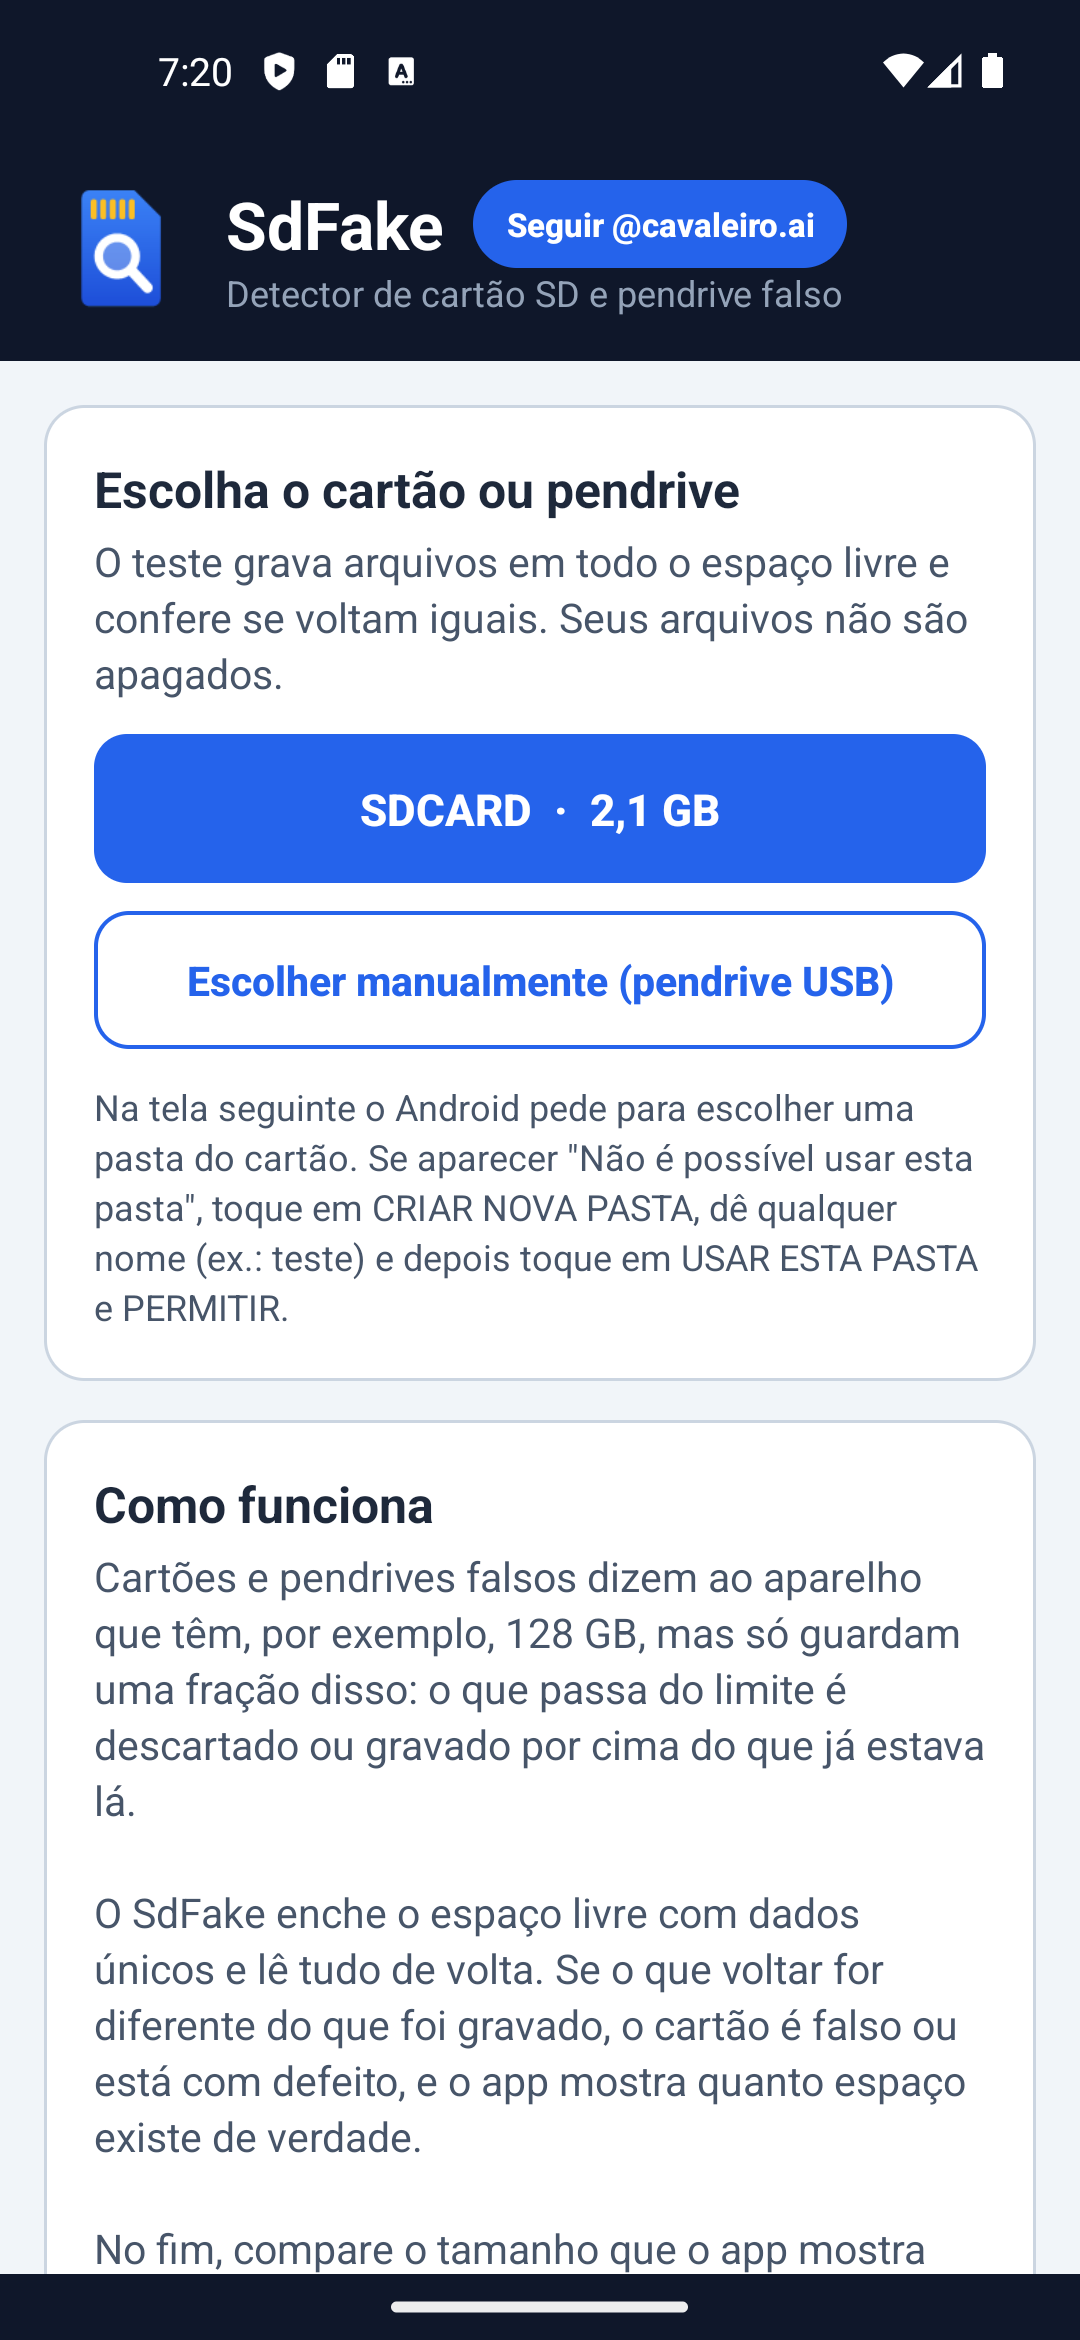 7:20
SdFake
Seguir @cavaleiro.ai
Detector de cartão SD e pendrive falso
Escolha o cartão ou pendrive
O teste grava arquivos em todo o espaço livre e
confere se voltam iguais. Seus arquivos não são
apagados.
SDCARD · 2,1 GB
Escolher manualmente (pendrive USB)
Na tela seguinte o Android pede para escolher uma
pasta do cartão. Se aparecer "Não é possível usar esta
pasta", toque em CRIAR NOVA PASTA, dê qualquer
nome (ex.: teste) e depois toque em USAR ESTA PASTA
e PERMITIR.
Como funciona
Cartões e pendrives falsos dizem ao aparelho
que têm, por exemplo, 128 GB, mas só guardam
uma fração disso: o que passa do limite é
descartado ou gravado por cima do que já estava
lá.
O SdFake enche o espaço livre com dados
únicos e lê tudo de volta. Se o que voltar for
diferente do que foi gravado, o cartão é falso ou
está com defeito, e o app mostra quanto espaço
existe de verdade.
No fim, compare o tamanho que o app mostra